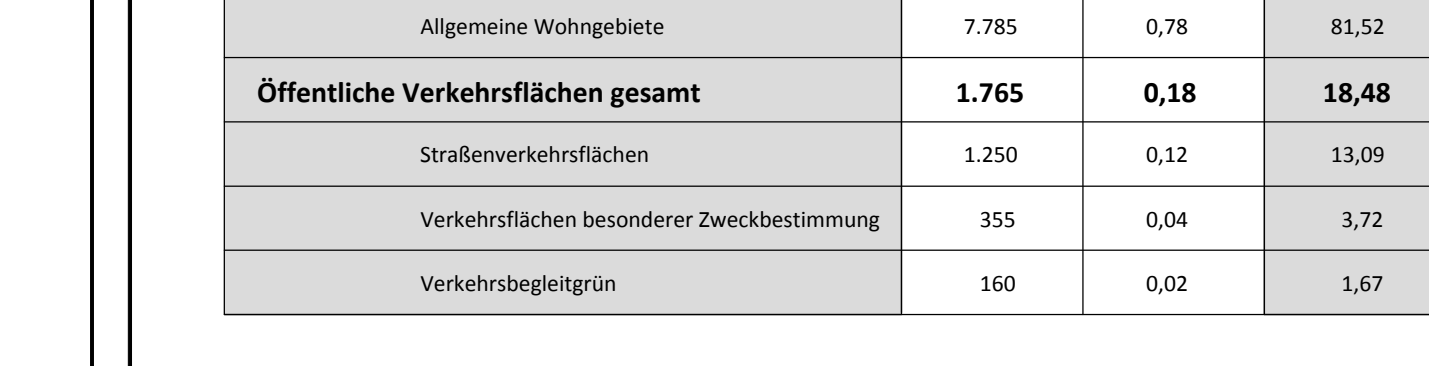 Allgemeine Wohngebiete 7.785 0,78 81,52
Öffentliche Verkehrsflächen gesamt 1.765 0,18 18,48
Straßenverkehrsflächen 1.250 0,12 13,09
Verkehrsflächen besonderer Zweckbestimmung 355 0,04 3,72
Verkehrsbegleitgrün 160 0,02 1,67